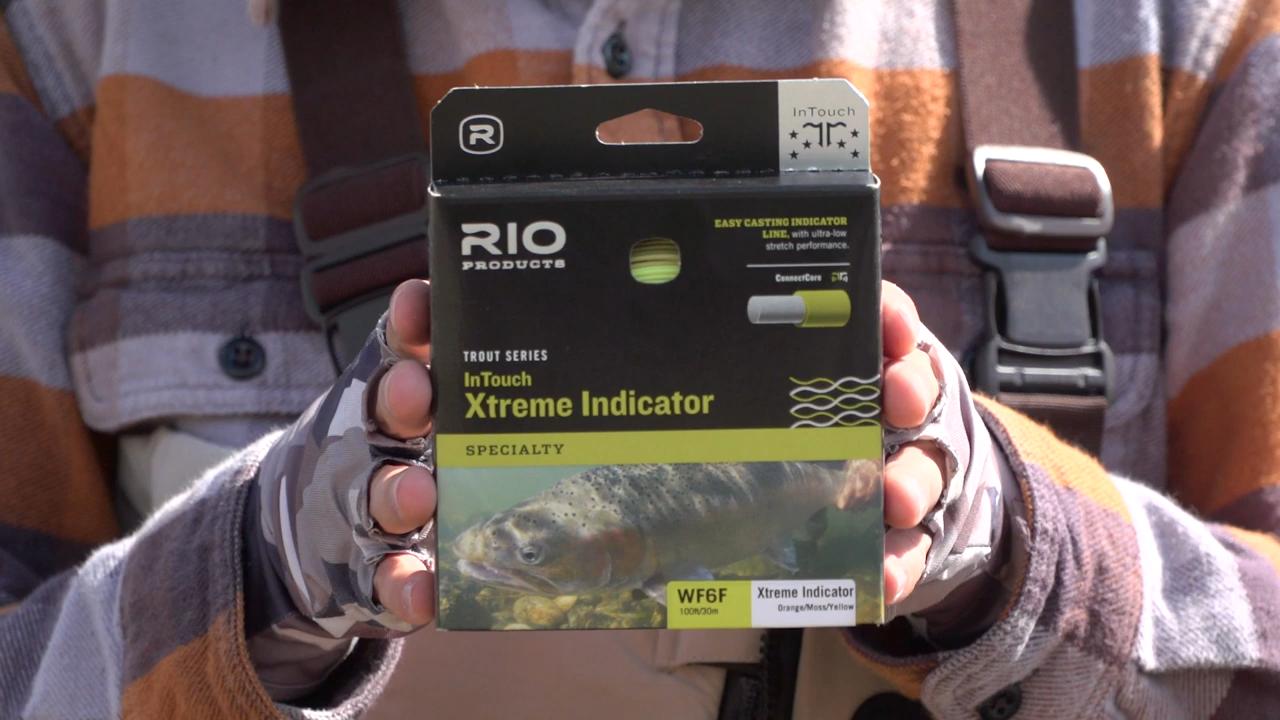 R
InTouch
RIO
PRODUCTS
EASY CASTING INDICATOR
LINE, with ultra-low
stretch performance.
ConnectCore
TROUT SERIES
InTouch
Xtreme Indicator
SPECIALTY
WF6F
100ft/30m
Xtreme Indicator
Orange/Moss/Yellow